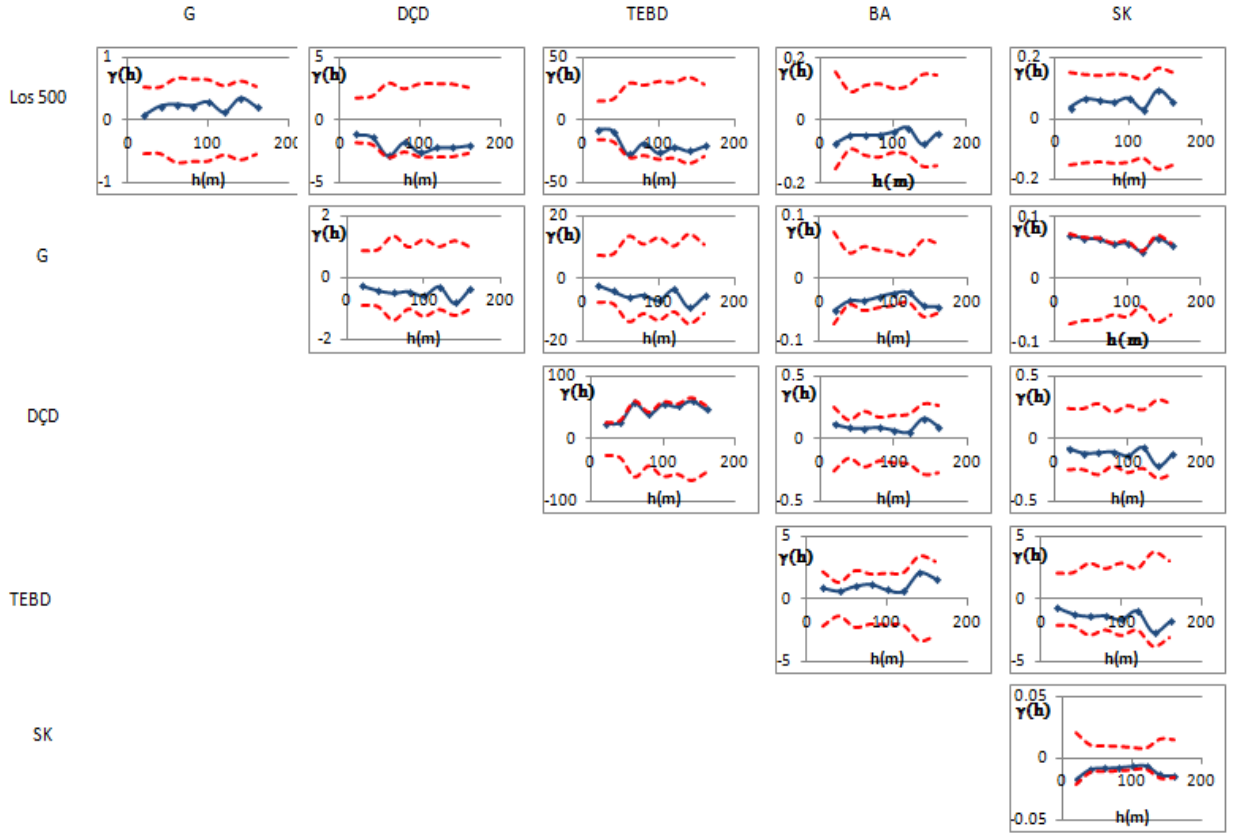 G DÇD TEBD BA SK
Los 500
1
γ(h)
0
0 100 200
-1
h(m)
5
γ(h)
0
0 100 200
-5
h(m)
50
γ(h)
0
0 100 200
-50
h(m)
0.2
γ(h)
0
0 100 200
-0.2
h(m)
0.2
γ(h)
0
0 100 200
-0.2
h(m)
G
2
γ(h)
0
0 100 200
-2
h(m)
20
γ(h)
0
0 100 200
-20
h(m)
0.1
γ(h)
0
0 100 200
-0.1
h(m)
0.1
γ(h)
0
0 100 200
-0.1
h(m)
DÇD
100
γ(h)
0
0 100 200
-100
h(m)
0.5
γ(h)
0
0 100 200
-0.5
h(m)
0.5
γ(h)
0
0 100 200
-0.5
h(m)
TEBD
5
γ(h)
0
0 100 200
-5
h(m)
5
γ(h)
0
0 100 200
-5
h(m)
SK
0.05
γ(h)
0
0 100 200
-0.05
h(m)